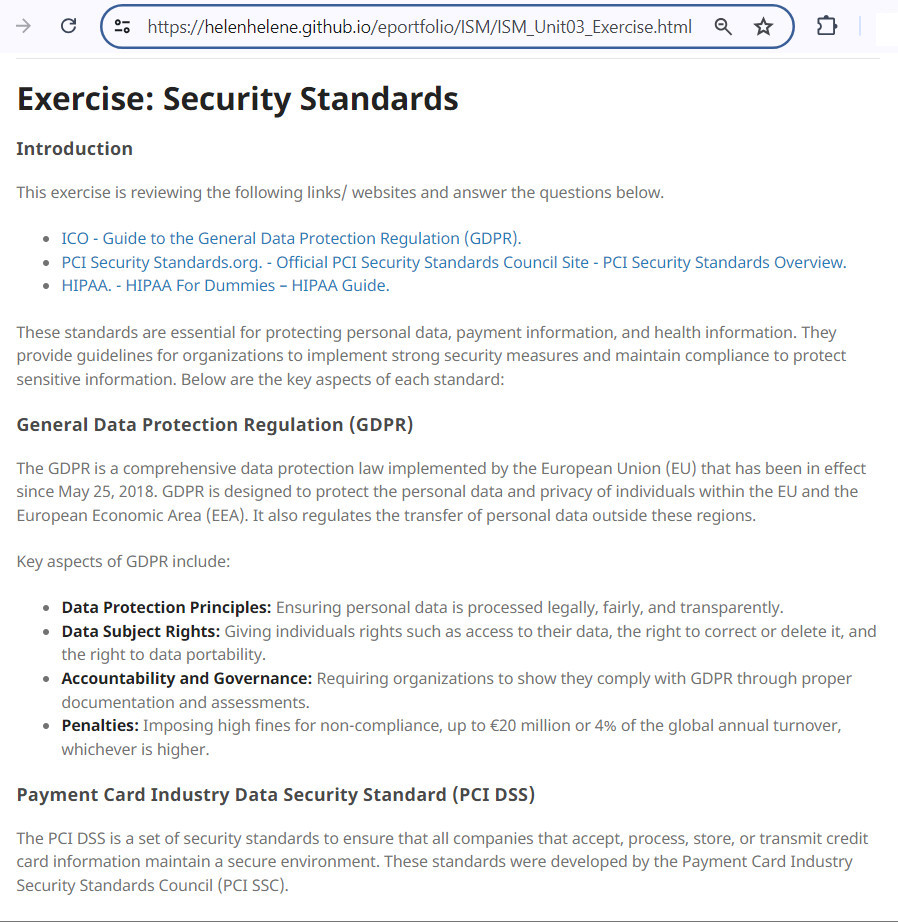 https://helenhelene.github.io/eportfolio/ISM/ISM_Unit03_Exercise.html
Exercise: Security Standards
Introduction
This exercise is reviewing the following links/ websites and answer the questions below.
ICO - Guide to the General Data Protection Regulation (GDPR).
PCI Security Standards.org. - Official PCI Security Standards Council Site - PCI Security Standards Overview.
HIPAA. - HIPAA For Dummies – HIPAA Guide.
These standards are essential for protecting personal data, payment information, and health information. They
provide guidelines for organizations to implement strong security measures and maintain compliance to protect
sensitive information. Below are the key aspects of each standard:
General Data Protection Regulation (GDPR)
The GDPR is a comprehensive data protection law implemented by the European Union (EU) that has been in effect
since May 25, 2018. GDPR is designed to protect the personal data and privacy of individuals within the EU and the
European Economic Area (EEA). It also regulates the transfer of personal data outside these regions.
Key aspects of GDPR include:
Data Protection Principles: Ensuring personal data is processed legally, fairly, and transparently.
Data Subject Rights: Giving individuals rights such as access to their data, the right to correct or delete it, and
the right to data portability.
Accountability and Governance: Requiring organizations to show they comply with GDPR through proper
documentation and assessments.
Penalties: Imposing high fines for non-compliance, up to €20 million or 4% of the global annual turnover,
whichever is higher.
Payment Card Industry Data Security Standard (PCI DSS)
The PCI DSS is a set of security standards to ensure that all companies that accept, process, store, or transmit credit
card information maintain a secure environment. These standards were developed by the Payment Card Industry
Security Standards Council (PCI SSC).